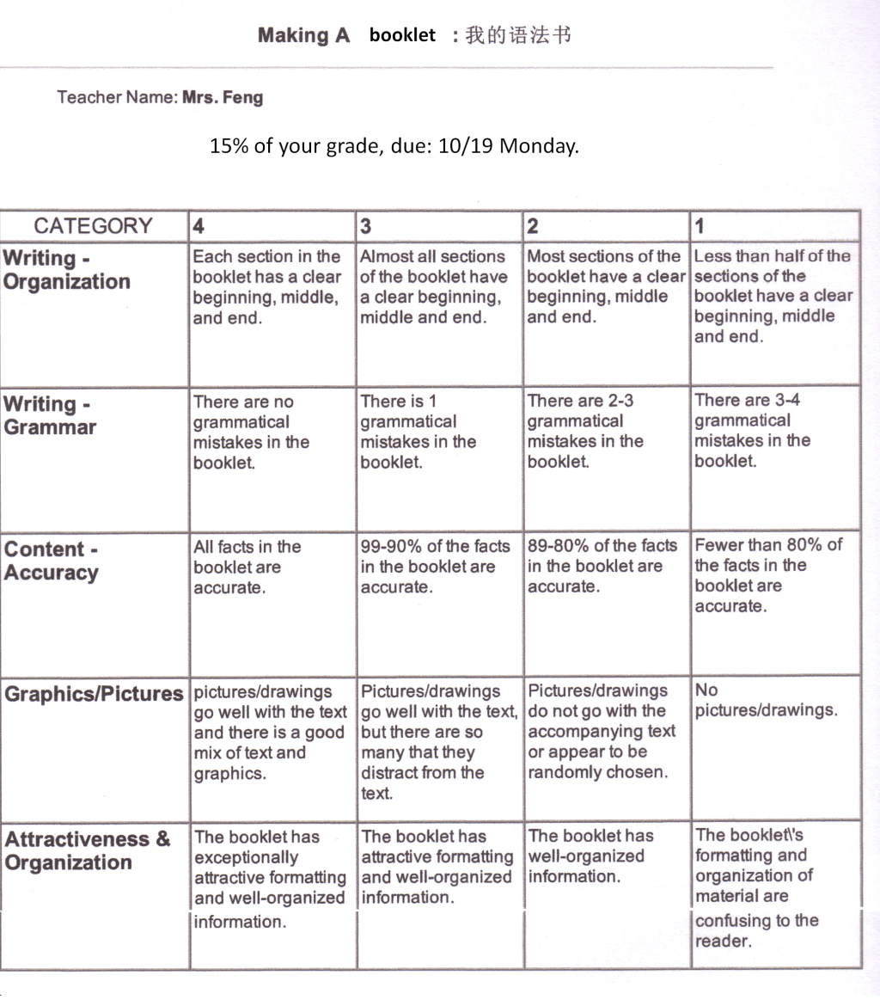 Making A booklet : 我的语法书
Teacher Name: Mrs. Feng
15% of your grade, due: 10/19 Monday.
CATEGORY 4 3 2 1
Writing -
Organization
Each section in the
booklet has a clear
beginning, middle,
and end.
Almost all sections
of the booklet have
a clear beginning,
middle and end.
Most sections of the
booklet have a clear
beginning, middle
and end.
Less than half of the
sections of the
booklet have a clear
beginning, middle
and end.
Writing -
Grammar
There are no
grammatical
mistakes in the
booklet.
There is 1
grammatical
mistakes in the
booklet.
There are 2-3
grammatical
mistakes in the
booklet.
There are 3-4
grammatical
mistakes in the
booklet.
Content -
Accuracy
All facts in the
booklet are
accurate.
99-90% of the facts
in the booklet are
accurate.
89-80% of the facts
in the booklet are
accurate.
Fewer than 80% of
the facts in the
booklet are
accurate.
Graphics/Pictures
pictures/drawings
go well with the text
and there is a good
mix of text and
graphics.
Pictures/drawings
go well with the text,
but there are so
many that they
distract from the
text.
Pictures/drawings
do not go with the
accompanying text
or appear to be
randomly chosen.
No
pictures/drawings.
Attractiveness &
Organization
The booklet has
exceptionally
attractive formatting
and well-organized
information.
The booklet has
attractive formatting
and well-organized
information.
The booklet has
well-organized
information.
The booklet\'s
formatting and
organization of
material are
confusing to the
reader.